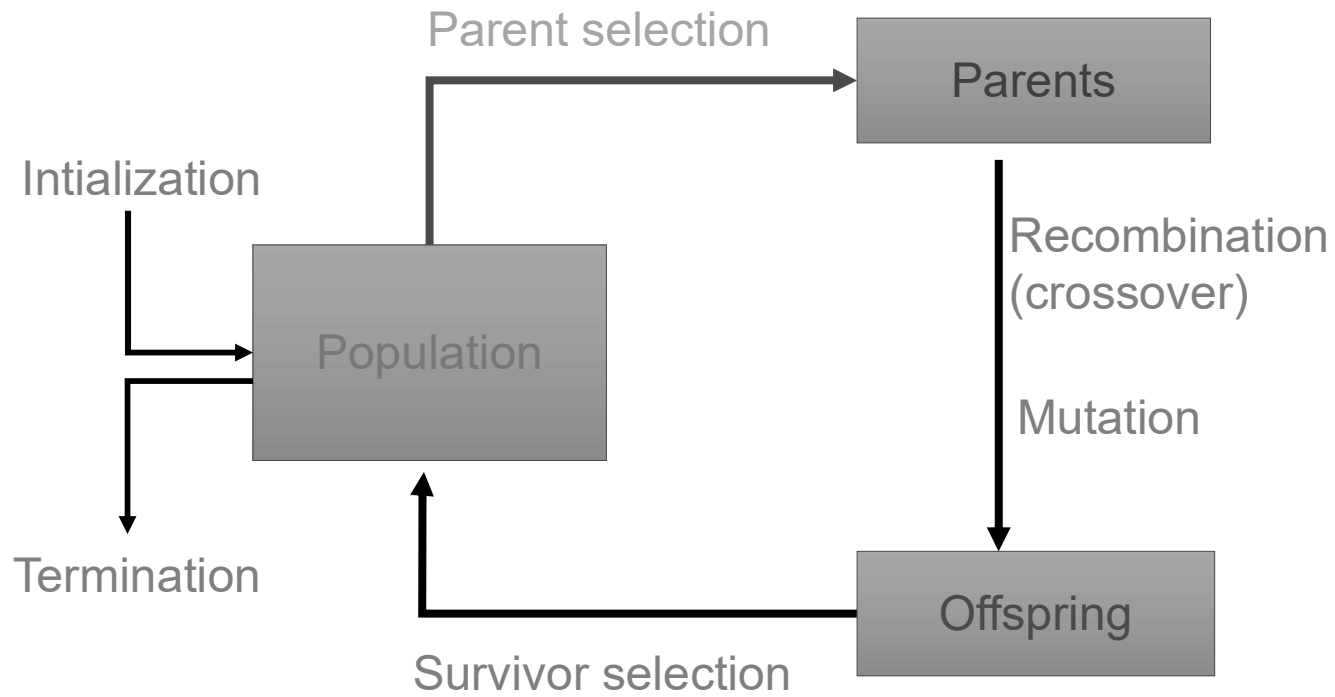 Parent selection
Parents
Intialization
Recombination
(crossover)
Population
Mutation
Termination
Offspring
Survivor selection